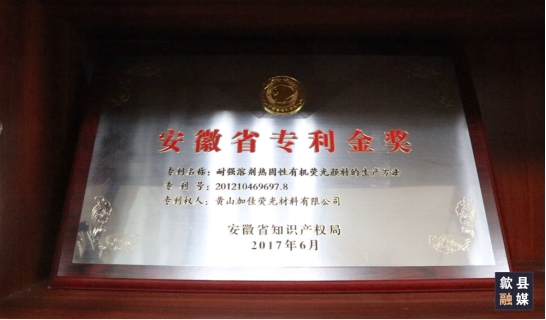 安徽省专利金奖
专利名称：耐强溶剂热固性有机荧光颜料的生产方法
专 利 号：201210469697.8
专利权人：黄山加佳荧光材料有限公司
安徽省知识产权局
2017年6月
歙县
融媒